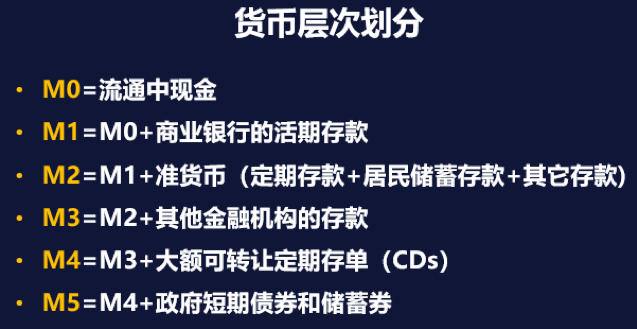 货币层次划分
• M0=流通中现金
• M1=M0+商业银行的活期存款
• M2=M1+准货币（定期存款+居民储蓄存款+其它存款)
• M3=M2+其他金融机构的存款
• M4=M3+大额可转让定期存单（CDs）
• M5=M4+政府短期债券和储蓄券